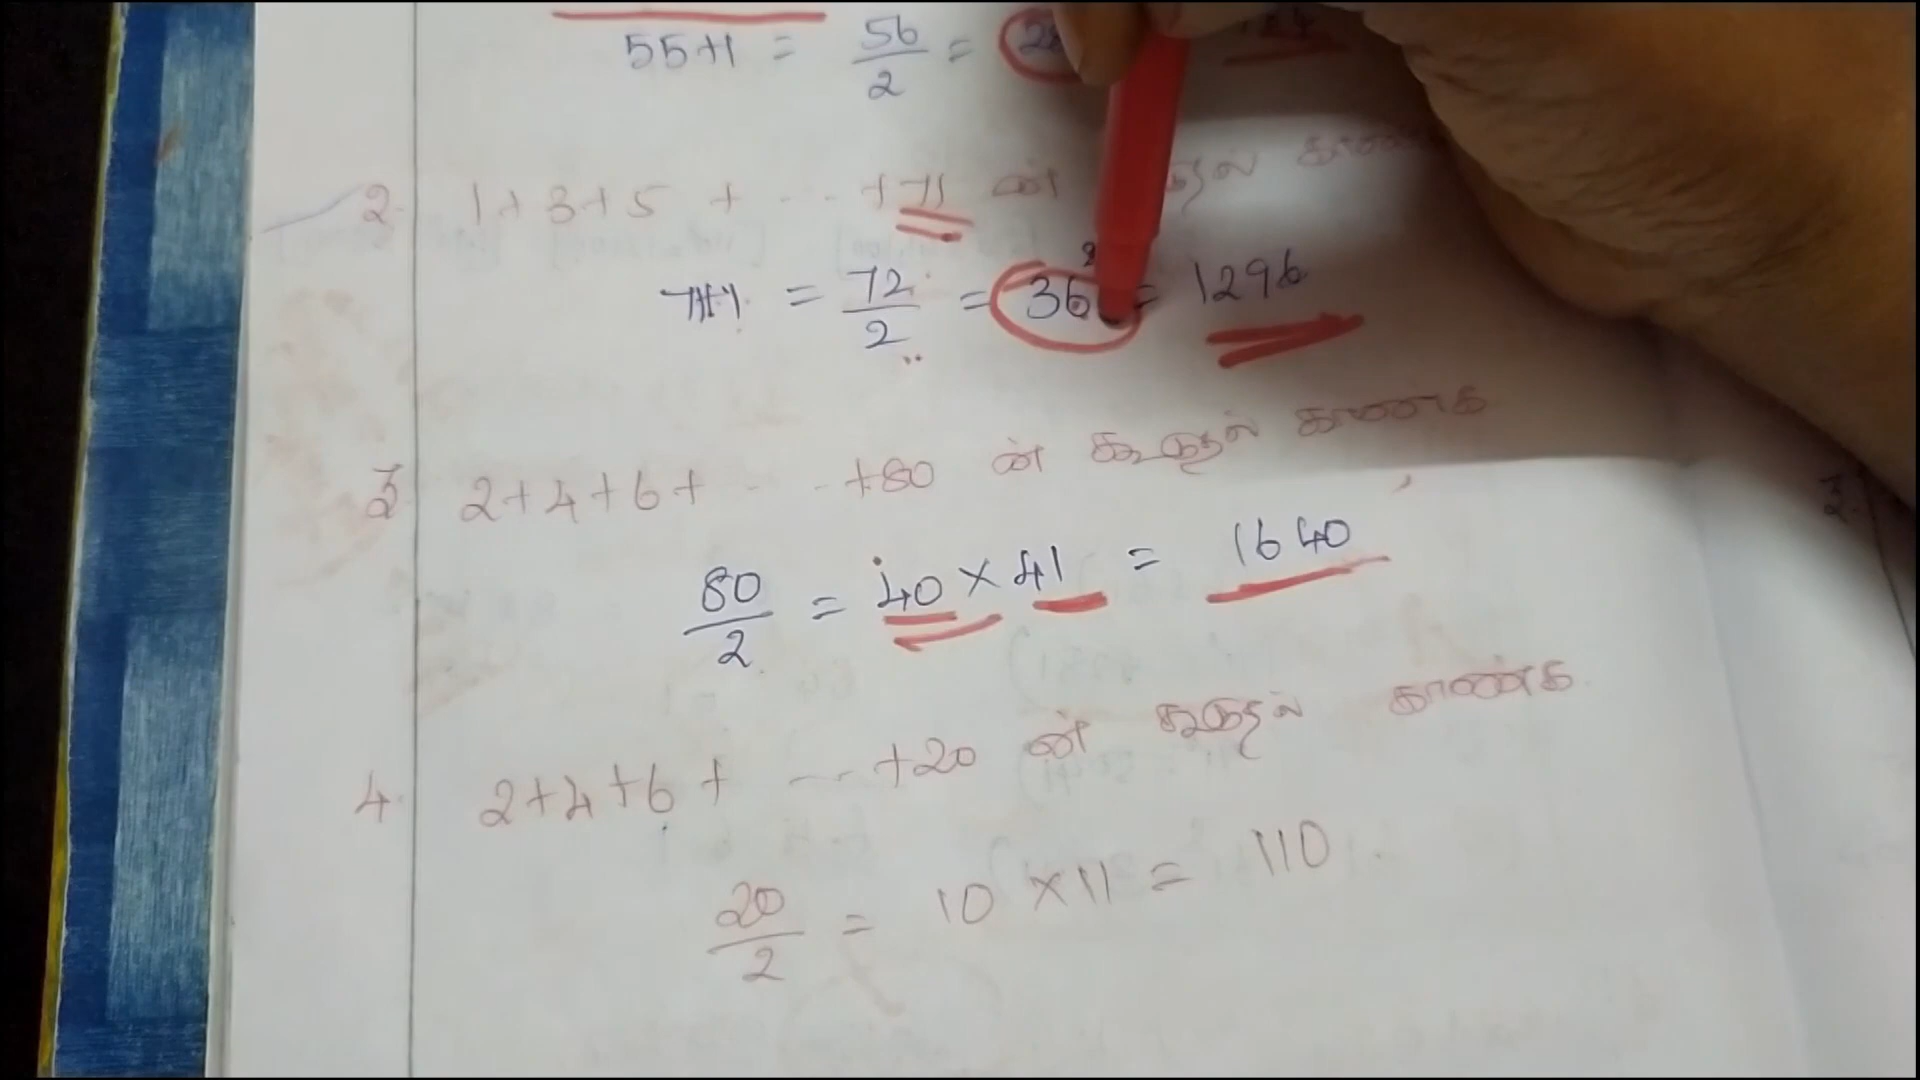 55+1 = 56/2 =
2. 1+3+5 + ... +71 ன்
71+1 = 72/2 = 36² = 1296
3. 2+4+6+ ... +80 ன் கூடுதல் காண்க
80/2 = 40 × 41 = 1640
4. 2+4+6+ ... +20 ன் கூடுதல் காண்க
20/2 = 10 × 11 = 110